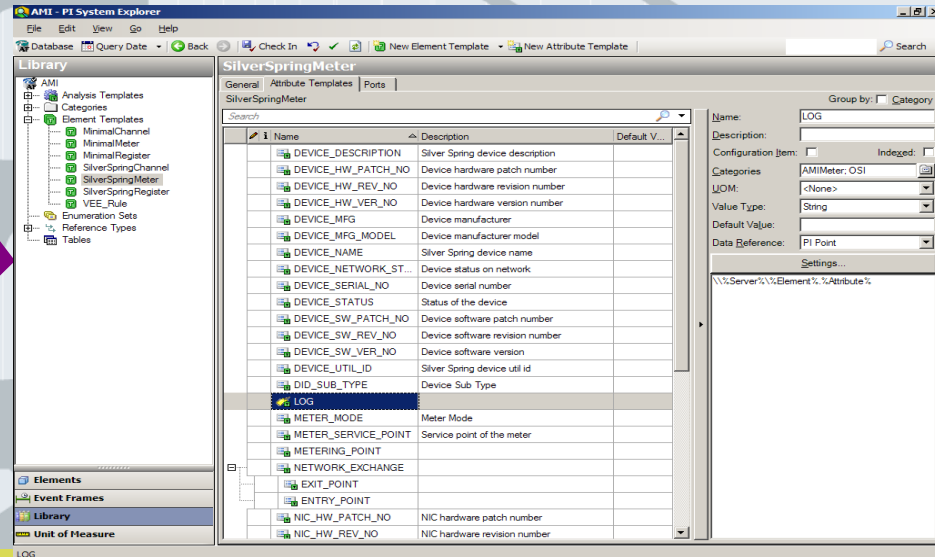 AMI - PI System Explorer
File Edit View Go Help
Database Query Date Back Check In New Element Template New Attribute Template Search
Library
AMI
Analysis Templates
Categories
Element Templates
MinimalChannel
MinimalMeter
MinimalRegister
SilverSpringChannel
SilverSpringMeter
SilverSpringRegister
VEE_Rule
Enumeration Sets
Reference Types
Tables
Elements
Event Frames
Library
Unit of Measure
LOG
SilverSpringMeter
General Attribute Templates Ports
SilverSpringMeter
Group by: Category
Search
Name Description Default V...
DEVICE_DESCRIPTION Silver Spring device description
DEVICE_HW_PATCH_NO Device hardware patch number
DEVICE_HW_REV_NO Device hardware revision number
DEVICE_HW_VER_NO Device hardware version number
DEVICE_MFG Device manufacturer
DEVICE_MFG_MODEL Device manufacturer model
DEVICE_NAME Silver Spring device name
DEVICE_NETWORK_ST... Device status on network
DEVICE_SERIAL_NO Device serial number
DEVICE_STATUS Status of the device
DEVICE_SW_PATCH_NO Device software patch number
DEVICE_SW_REV_NO Device software revision number
DEVICE_SW_VER_NO Device software version
DEVICE_UTIL_ID Silver Spring device util id
DID_SUB_TYPE Device Sub Type
LOG
METER_MODE Meter Mode
METER_SERVICE_POINT Service point of the meter
METERING_POINT
NETWORK_EXCHANGE
EXIT_POINT
ENTRY_POINT
NIC_HW_PATCH_NO NIC hardware patch number
NIC_HW_REV_NO NIC hardware revision number
Name: LOG
Description:
Configuration Item: Indexed:
Categories AMIMeter; OSI
UOM: <None>
Value Type: String
Default Value:
Data Reference: PI Point
Settings...
\\%Server%\%Element%.%Attribute%